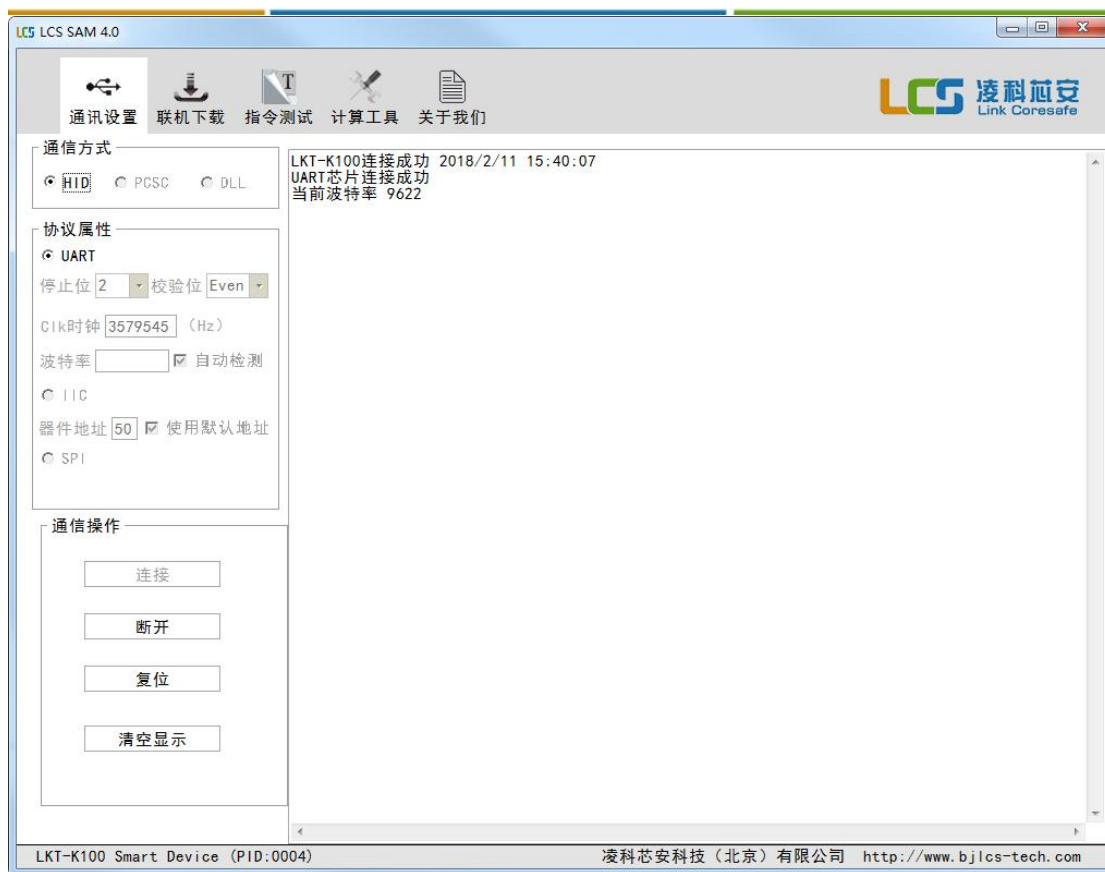 LCS LCS SAM 4.0
通讯设置 联机下载 指令测试 计算工具 关于我们
T
LCS 凌科芯安
Link Coresafe
通信方式
HID PCSC DLL
协议属性
UART
停止位 2 校验位 Even
Clk时钟 3579545 (Hz)
波特率 自动检测
IIC
器件地址 50 使用默认地址
SPI
通信操作
连接
断开
复位
清空显示
LKT-K100连接成功 2018/2/11 15:40:07
UART芯片连接成功
当前波特率 9622
LKT-K100 Smart Device (PID:0004) 凌科芯安科技（北京）有限公司 http://www.bjlcs-tech.com